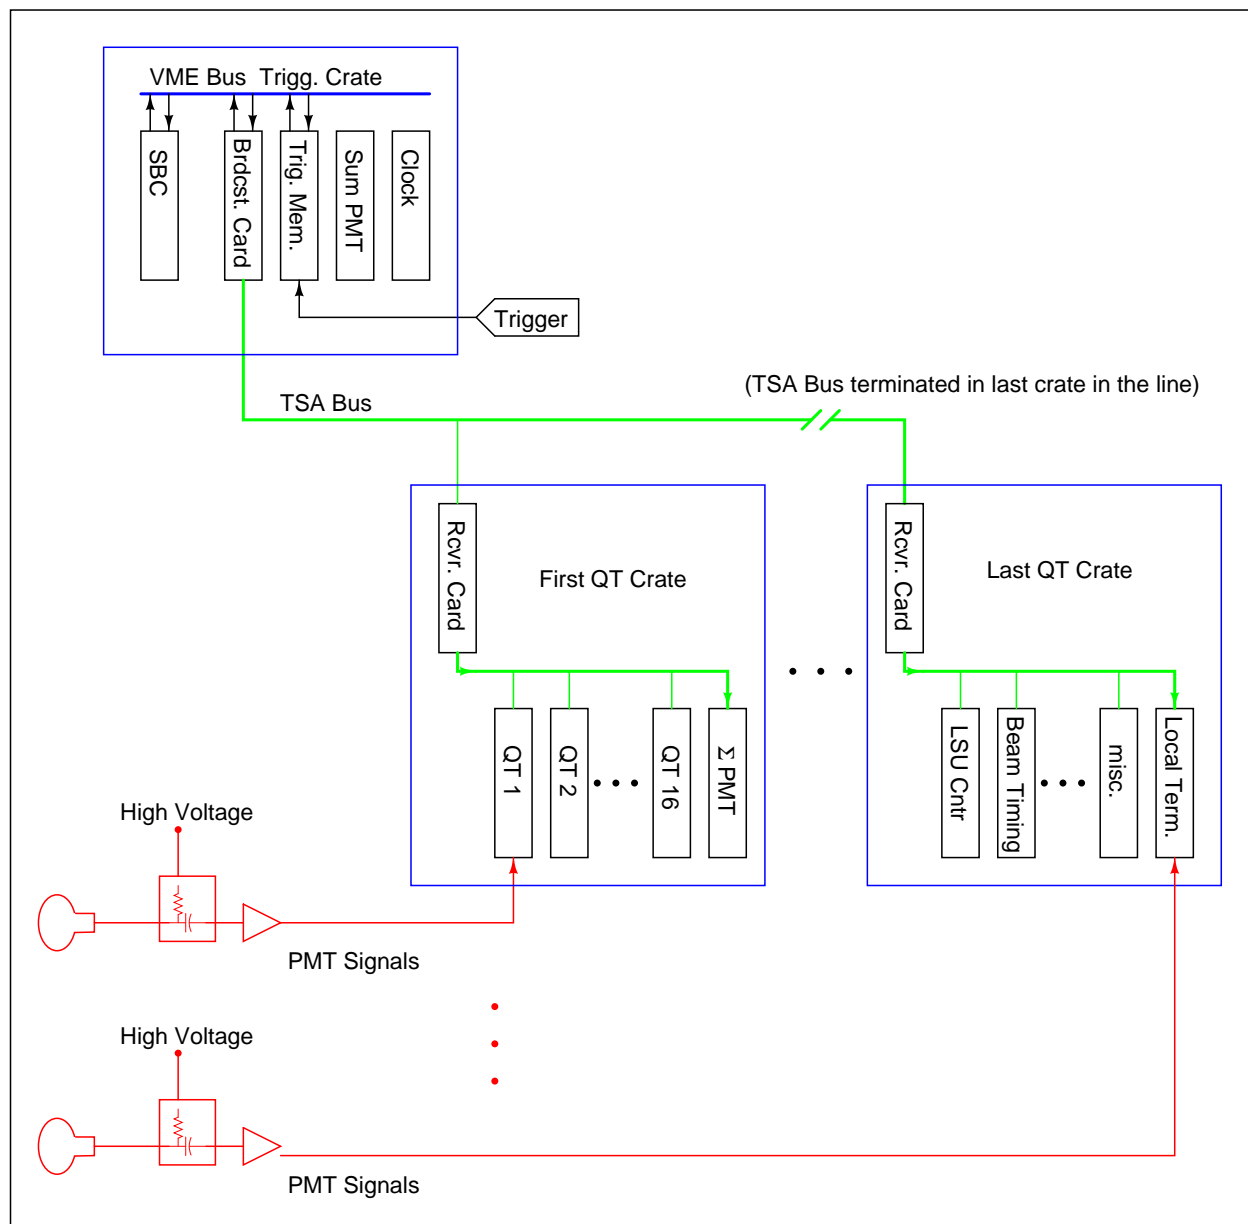 VME Bus Trigg. Crate
SBC
Brdcst. Card
Trig. Mem.
Sum PMT
Clock
Trigger
TSA Bus
(TSA Bus terminated in last crate in the line)
Rcvr. Card
First QT Crate
Rcvr. Card
Last QT Crate
QT 1
QT 2
QT 16
Σ PMT
LSU Cntr
Beam Timing
misc.
Local Term.
High Voltage
PMT Signals
High Voltage
PMT Signals